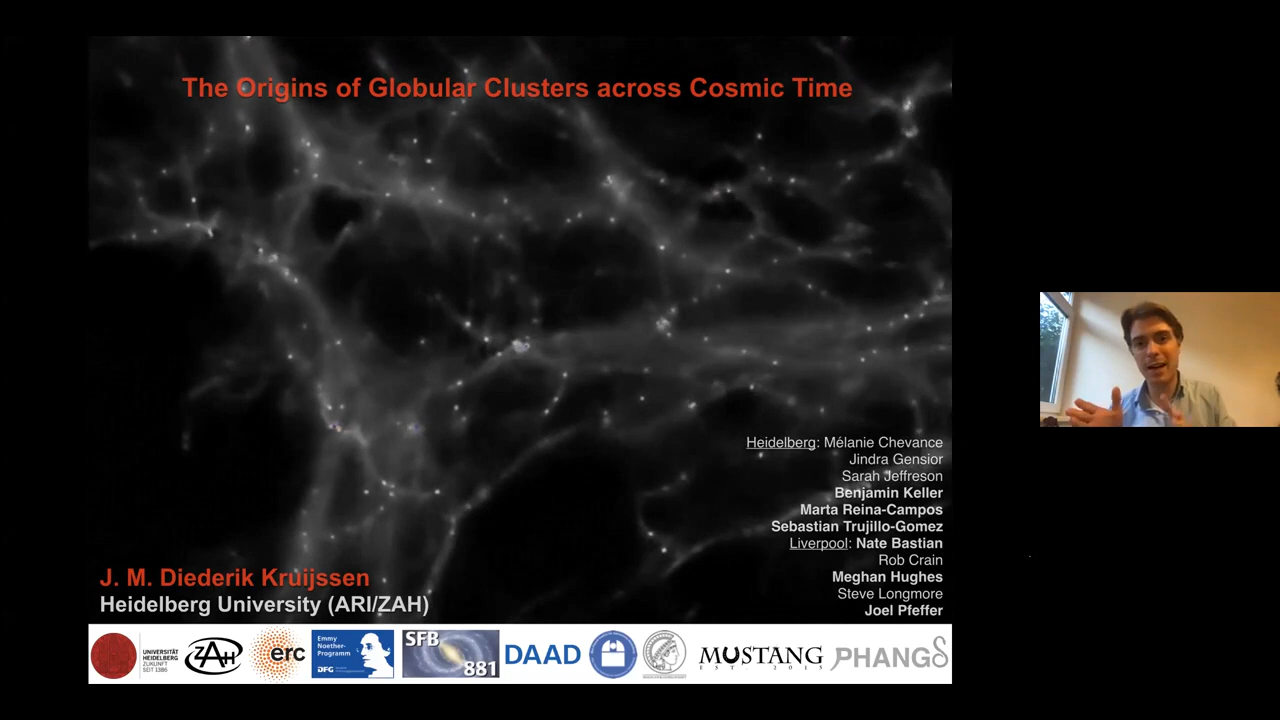 The Origins of Globular Clusters across Cosmic Time
Heidelberg: Mélanie Chevance
Jindra Gensior
Sarah Jeffreson
Benjamin Keller
Marta Reina-Campos
Sebastian Trujillo-Gomez
Liverpool: Nate Bastian
Rob Crain
Meghan Hughes
Steve Longmore
Joel Pfeffer
J. M. Diederik Kruijssen
Heidelberg University (ARI/ZAH)
UNIVERSITÄT
HEIDELBERG
ZUKUNFT
SEIT 1386
ZAH
erc
Emmy
Noether-
Programm
DFG
SFB
881
DAAD
MUSTANG
EST 2015
PHANGS